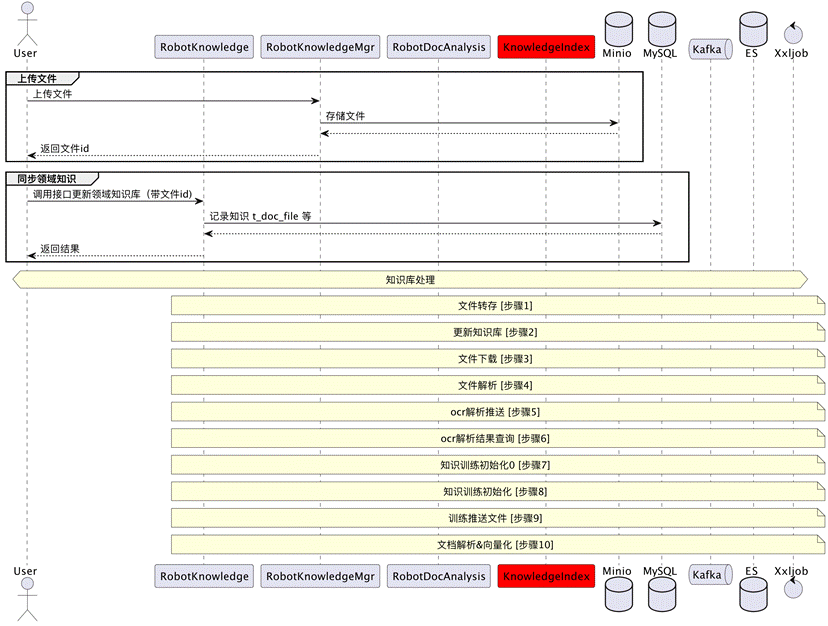 User
RobotKnowledge
RobotKnowledgeMgr
RobotDocAnalysis
KnowledgeIndex
Minio
MySQL
Kafka
ES
Xxljob
上传文件
上传文件
存储文件
返回文件id
同步领域知识
调用接口更新领域知识库（带文件id)
记录知识 t_doc_file 等
返回结果
知识库处理
文件转存 [步骤1]
更新知识库 [步骤2]
文件下载 [步骤3]
文件解析 [步骤4]
ocr解析推送 [步骤5]
ocr解析结果查询 [步骤6]
知识训练初始化0 [步骤7]
知识训练初始化 [步骤8]
训练推送文件 [步骤9]
文档解析&向量化 [步骤10]
User
RobotKnowledge
RobotKnowledgeMgr
RobotDocAnalysis
KnowledgeIndex
Minio
MySQL
Kafka
ES
Xxljob